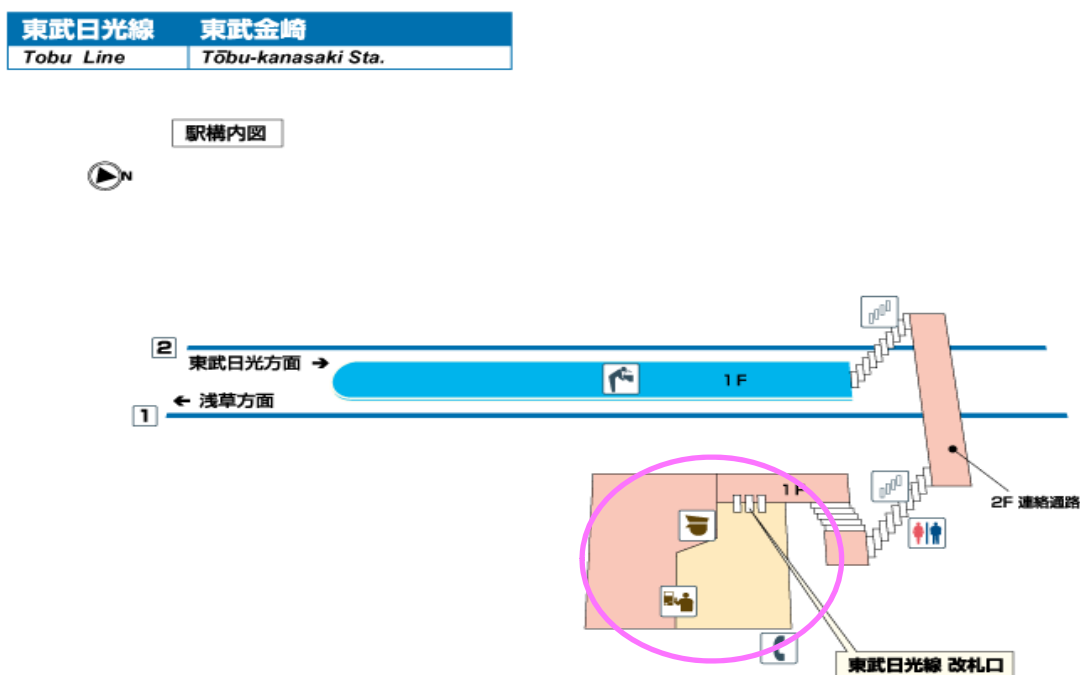 東武日光線 東武金崎
Tobu Line Tōbu-kanasaki Sta.
駅構内図
N
2
東武日光方面 →
1F
← 浅草方面
1
1F
2F 連絡通路
東武日光線 改札口